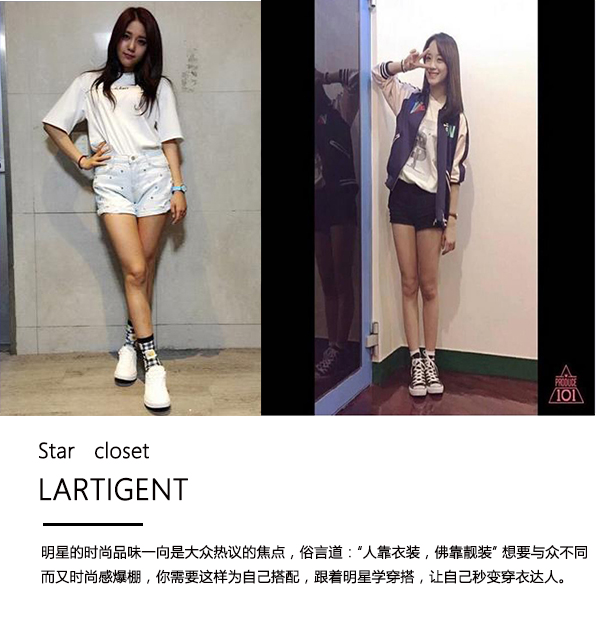 PRODUCE
101
Star closet
LARTIGENT
明星的时尚品味一向是大众热议的焦点，俗言道：“人靠衣装，佛靠靓装” 想要与众不同
而又时尚感爆棚，你需要这样为自己搭配，跟着明星学穿搭，让自己秒变穿衣达人。